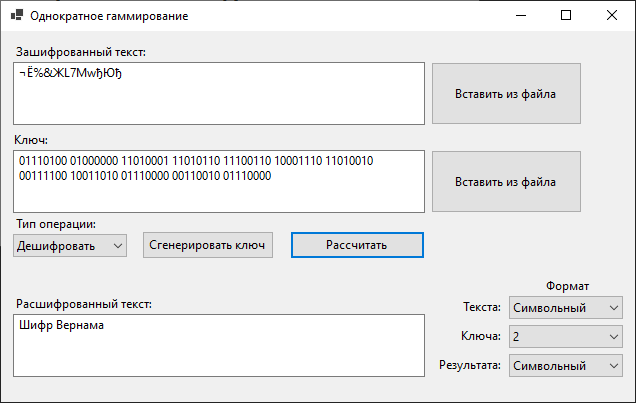 Однократное гаммирование
Зашифрованный текст:
¬Ё%&ЖL7МwђЮђ
Вставить из файла
Ключ:
01110100 01000000 11010001 11010110 11100110 10001110 11010010
00111100 10011010 01110000 00110010 01110000
Вставить из файла
Тип операции:
Дешифровать
Сгенерировать ключ
Рассчитать
Формат
Расшифрованный текст:
Шифр Вернама
Текста:
Символьный
Ключа:
2
Результата:
Символьный